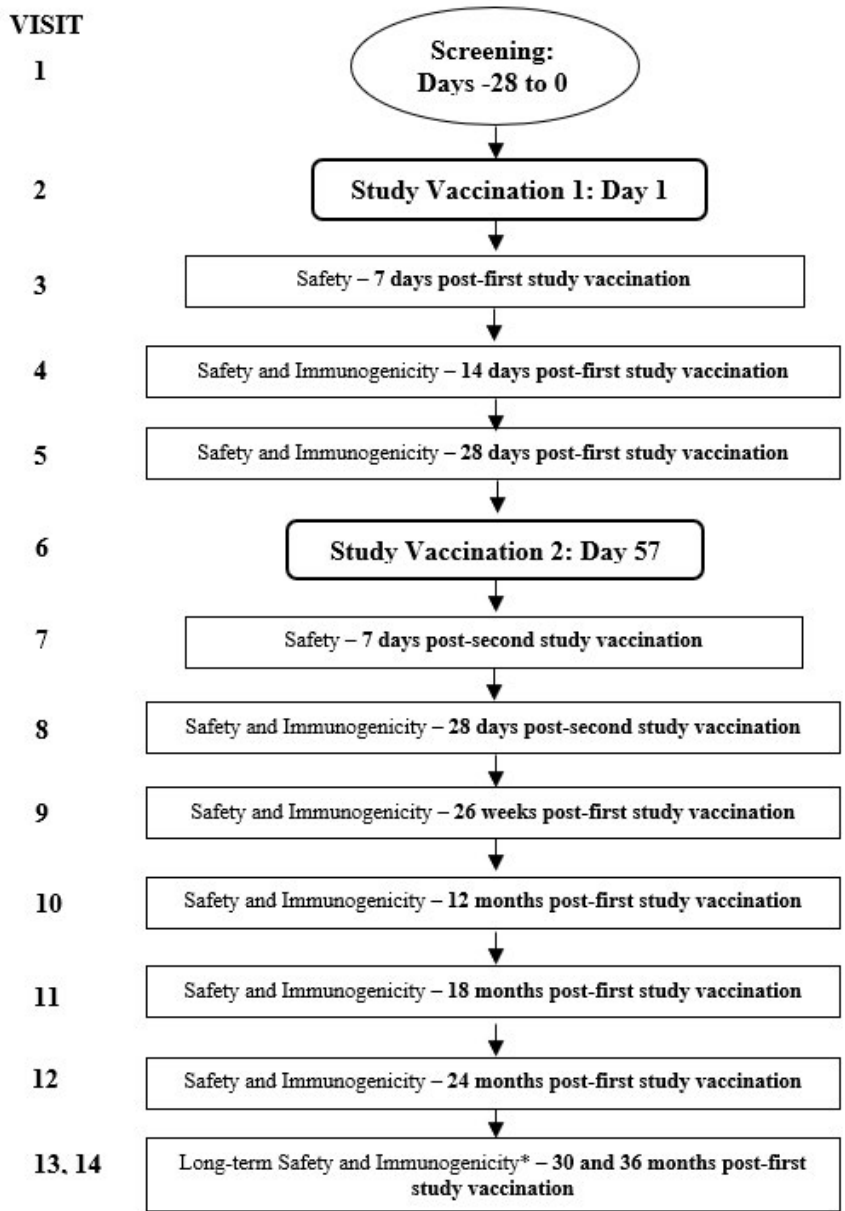 VISIT
1
Screening:
Days -28 to 0
2
Study Vaccination 1: Day 1
3
Safety – 7 days post-first study vaccination
4
Safety and Immunogenicity – 14 days post-first study vaccination
5
Safety and Immunogenicity – 28 days post-first study vaccination
6
Study Vaccination 2: Day 57
7
Safety – 7 days post-second study vaccination
8
Safety and Immunogenicity – 28 days post-second study vaccination
9
Safety and Immunogenicity – 26 weeks post-first study vaccination
10
Safety and Immunogenicity – 12 months post-first study vaccination
11
Safety and Immunogenicity – 18 months post-first study vaccination
12
Safety and Immunogenicity – 24 months post-first study vaccination
13, 14
Long-term Safety and Immunogenicity* – 30 and 36 months post-first
study vaccination